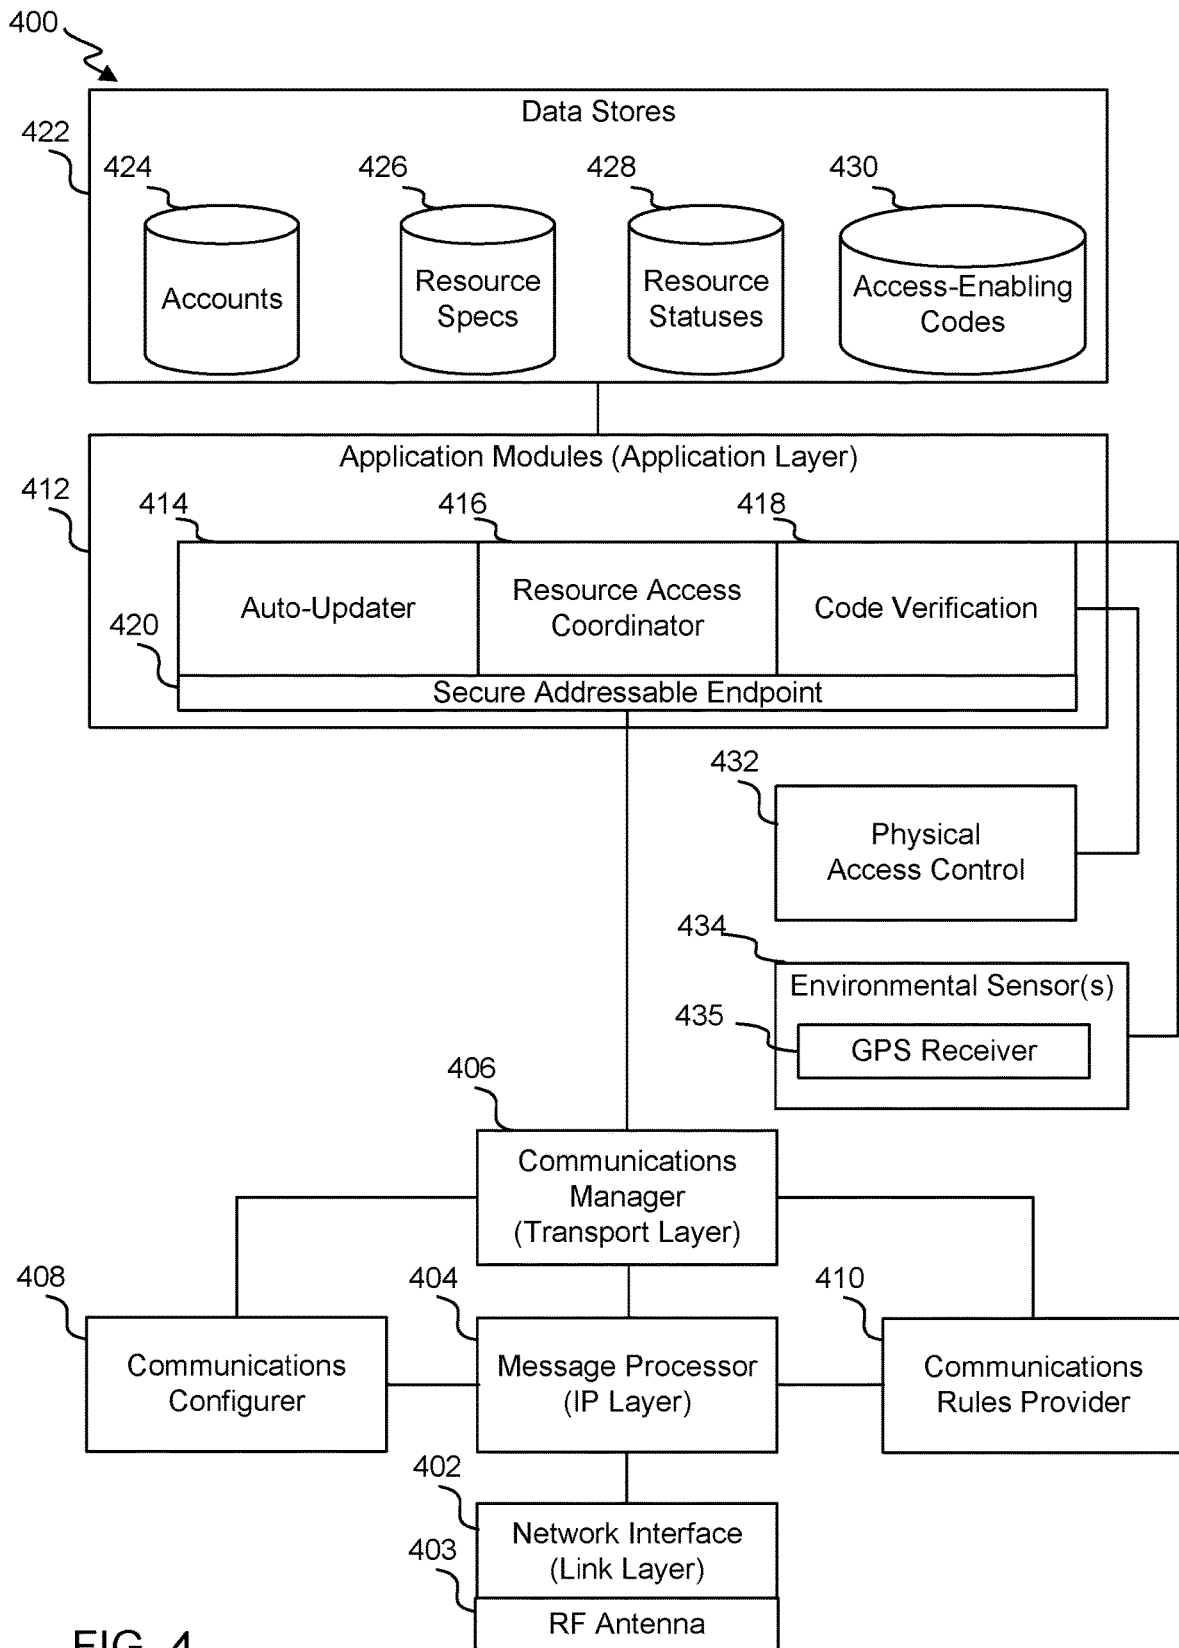 400
Data Stores
422
424
426
428
430
Accounts
Resource
Specs
Resource
Statuses
Access-Enabling
Codes
Application Modules (Application Layer)
412
414
416
418
Auto-Updater
Resource Access
Coordinator
Code Verification
420
Secure Addressable Endpoint
432
Physical
Access Control
434
Environmental Sensor(s)
435
GPS Receiver
406
Communications
Manager
(Transport Layer)
408
404
410
Communications
Configurer
Message Processor
(IP Layer)
Communications
Rules Provider
402
Network Interface
(Link Layer)
403
RF Antenna
FIG. 4